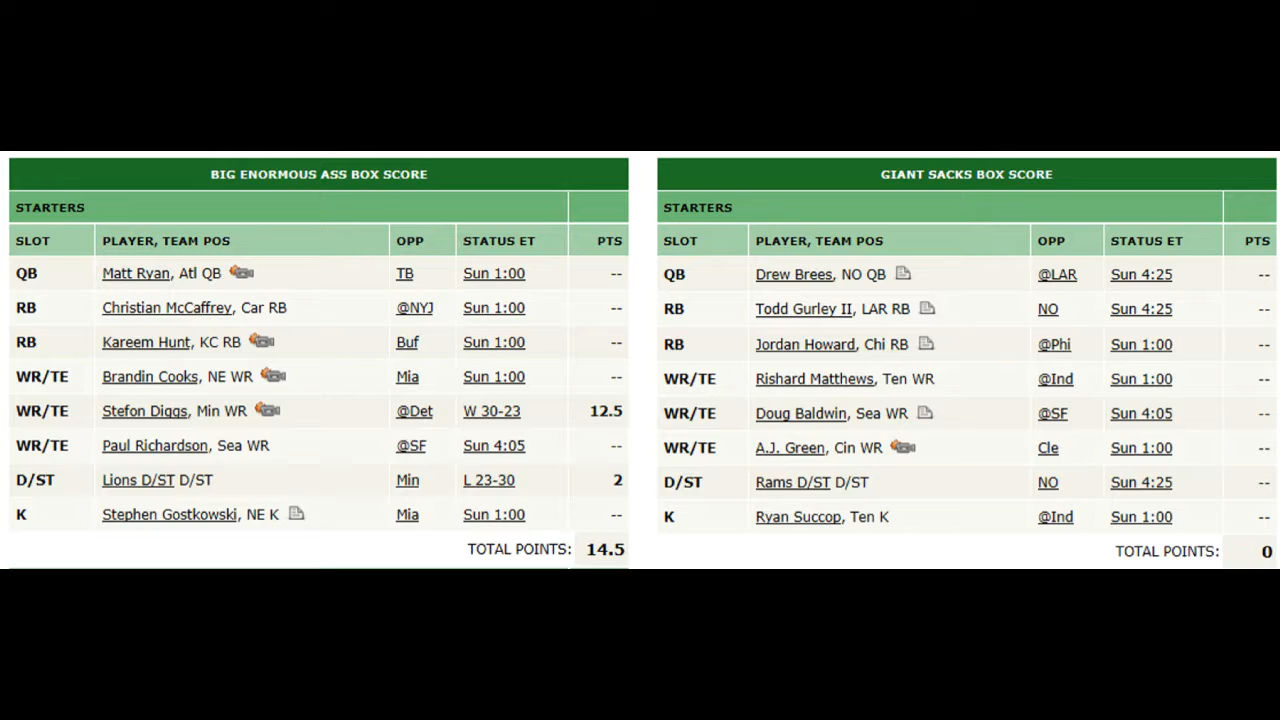 BIG ENORMOUS ASS BOX SCORE
STARTERS
SLOT PLAYER, TEAM POS OPP STATUS ET PTS
QB Matt Ryan, Atl QB TB Sun 1:00 --
RB Christian McCaffrey, Car RB @NYJ Sun 1:00 --
RB Kareem Hunt, KC RB Buf Sun 1:00 --
WR/TE Brandin Cooks, NE WR Mia Sun 1:00 --
WR/TE Stefon Diggs, Min WR @Det W 30-23 12.5
WR/TE Paul Richardson, Sea WR @SF Sun 4:05 --
D/ST Lions D/ST D/ST Min L 23-30 2
K Stephen Gostkowski, NE K Mia Sun 1:00 --
TOTAL POINTS: 14.5
GIANT SACKS BOX SCORE
STARTERS
SLOT PLAYER, TEAM POS OPP STATUS ET PTS
QB Drew Brees, NO QB @LAR Sun 4:25 --
RB Todd Gurley II, LAR RB NO Sun 4:25 --
RB Jordan Howard, Chi RB @Phi Sun 1:00 --
WR/TE Rishard Matthews, Ten WR @Ind Sun 1:00 --
WR/TE Doug Baldwin, Sea WR @SF Sun 4:05 --
WR/TE A.J. Green, Cin WR Cle Sun 1:00 --
D/ST Rams D/ST D/ST NO Sun 4:25 --
K Ryan Succop, Ten K @Ind Sun 1:00 --
TOTAL POINTS: 0